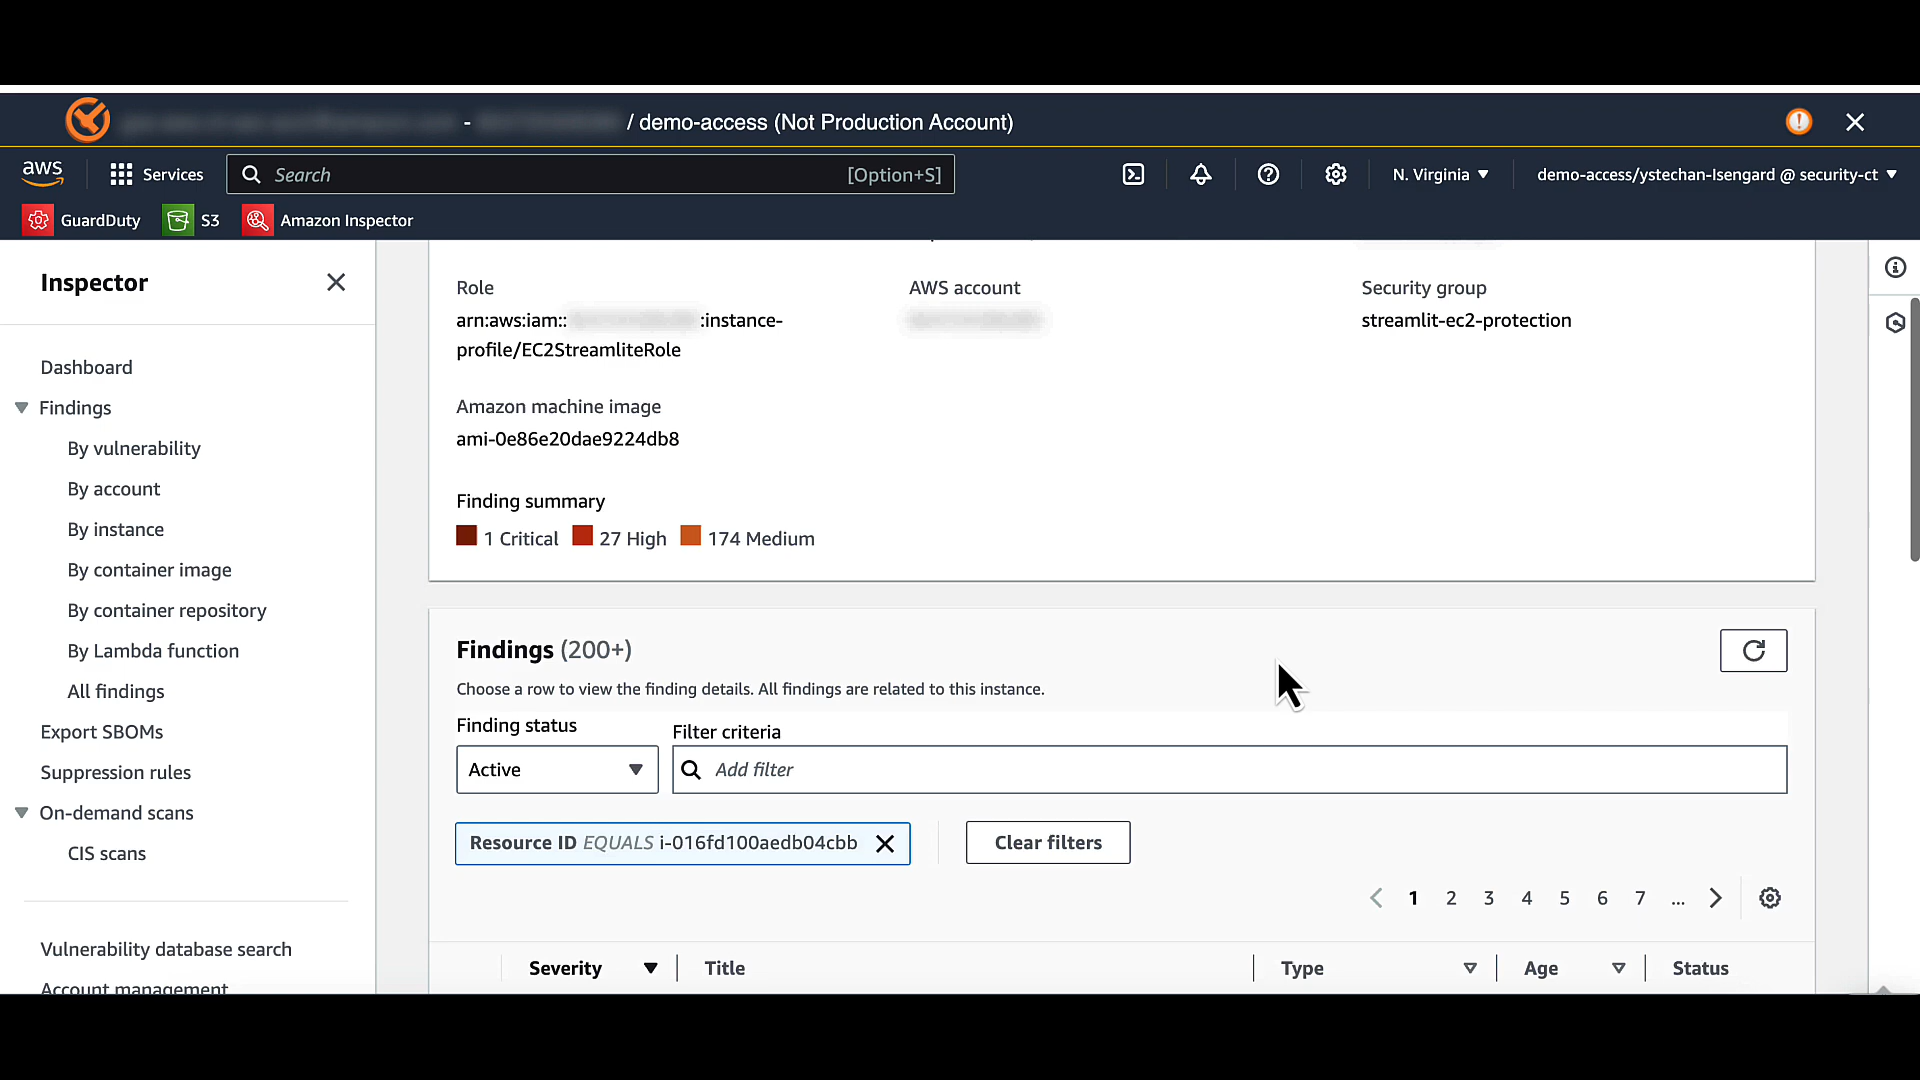 - / demo-access (Not Production Account)
aws Services Search [Option+S] N. Virginia demo-access/ystechan-Isengard @ security-ct
GuardDuty S3 Amazon Inspector
Inspector
Dashboard
Findings
By vulnerability
By account
By instance
By container image
By container repository
By Lambda function
All findings
Export SBOMs
Suppression rules
On-demand scans
CIS scans
Vulnerability database search
Account management
Role
arn:aws:iam:: :instance-
profile/EC2StreamliteRole
AWS account
Security group
streamlit-ec2-protection
Amazon machine image
ami-0e86e20dae9224db8
Finding summary
1 Critical 27 High 174 Medium
Findings (200+)
Choose a row to view the finding details. All findings are related to this instance.
Finding status
Active
Filter criteria
Add filter
Resource ID EQUALS i-016fd100aedb04cbb
Clear filters
1 2 3 4 5 6 7 ...
Severity Title Type Age Status